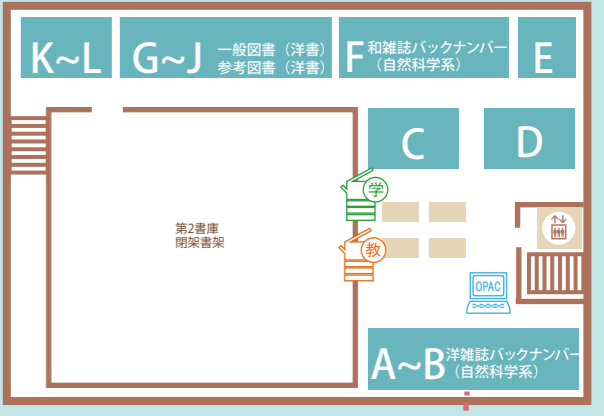 K~L
G~J
一般図書（洋書）
参考図書（洋書）
F
和雑誌バックナンバー
（自然科学系）
E
C
D
学
第2書庫
閉架書架
教
OPAC
A~B
洋雑誌バックナンバー
（自然科学系）